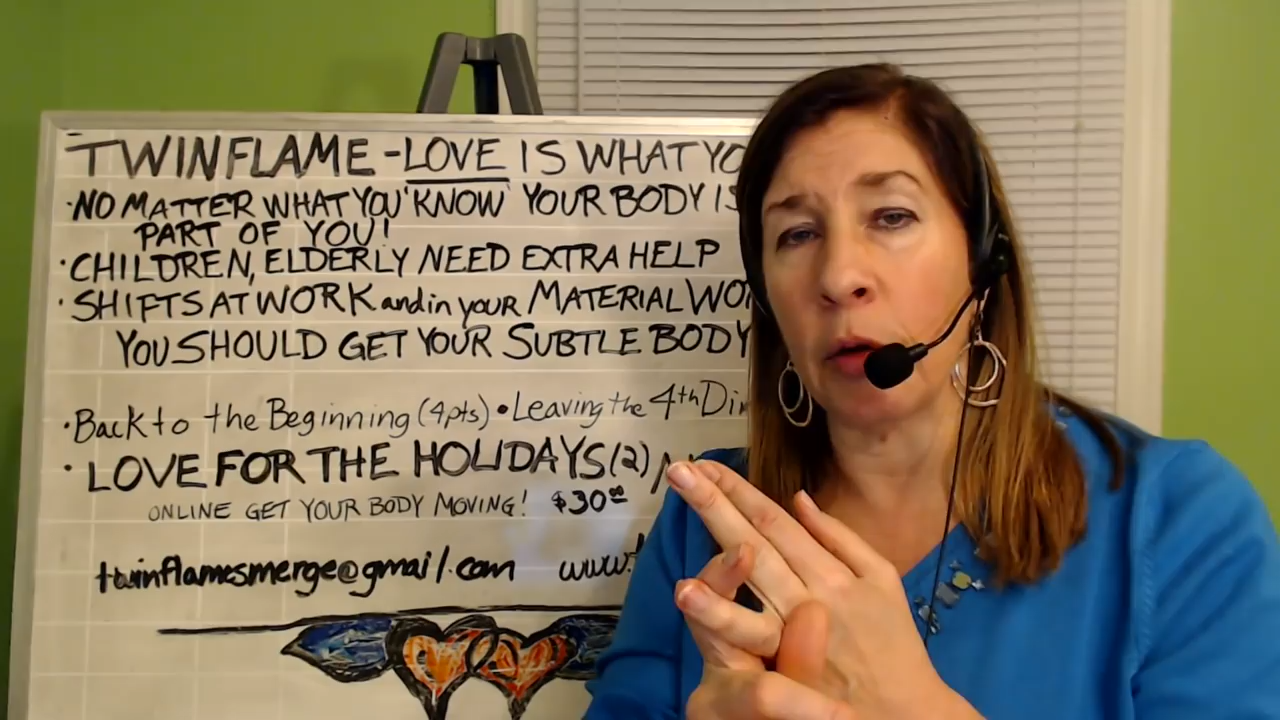 TWINFLAME - LOVE IS WHAT YO
· NO MATTER WHAT YOU "KNOW" YOUR BODY IS
PART OF YOU!
· CHILDREN, ELDERLY NEED EXTRA HELP
· SHIFTS AT WORK and in your MATERIAL WO
YOU SHOULD GET YOUR SUBTLE BODY
· Back to the Beginning (4pts) • Leaving the 4th Dim
· LOVE FOR THE HOLIDAYS (2)
ONLINE GET YOUR BODY MOVING! $30.00
twinflamesmerge@gmail.com www.